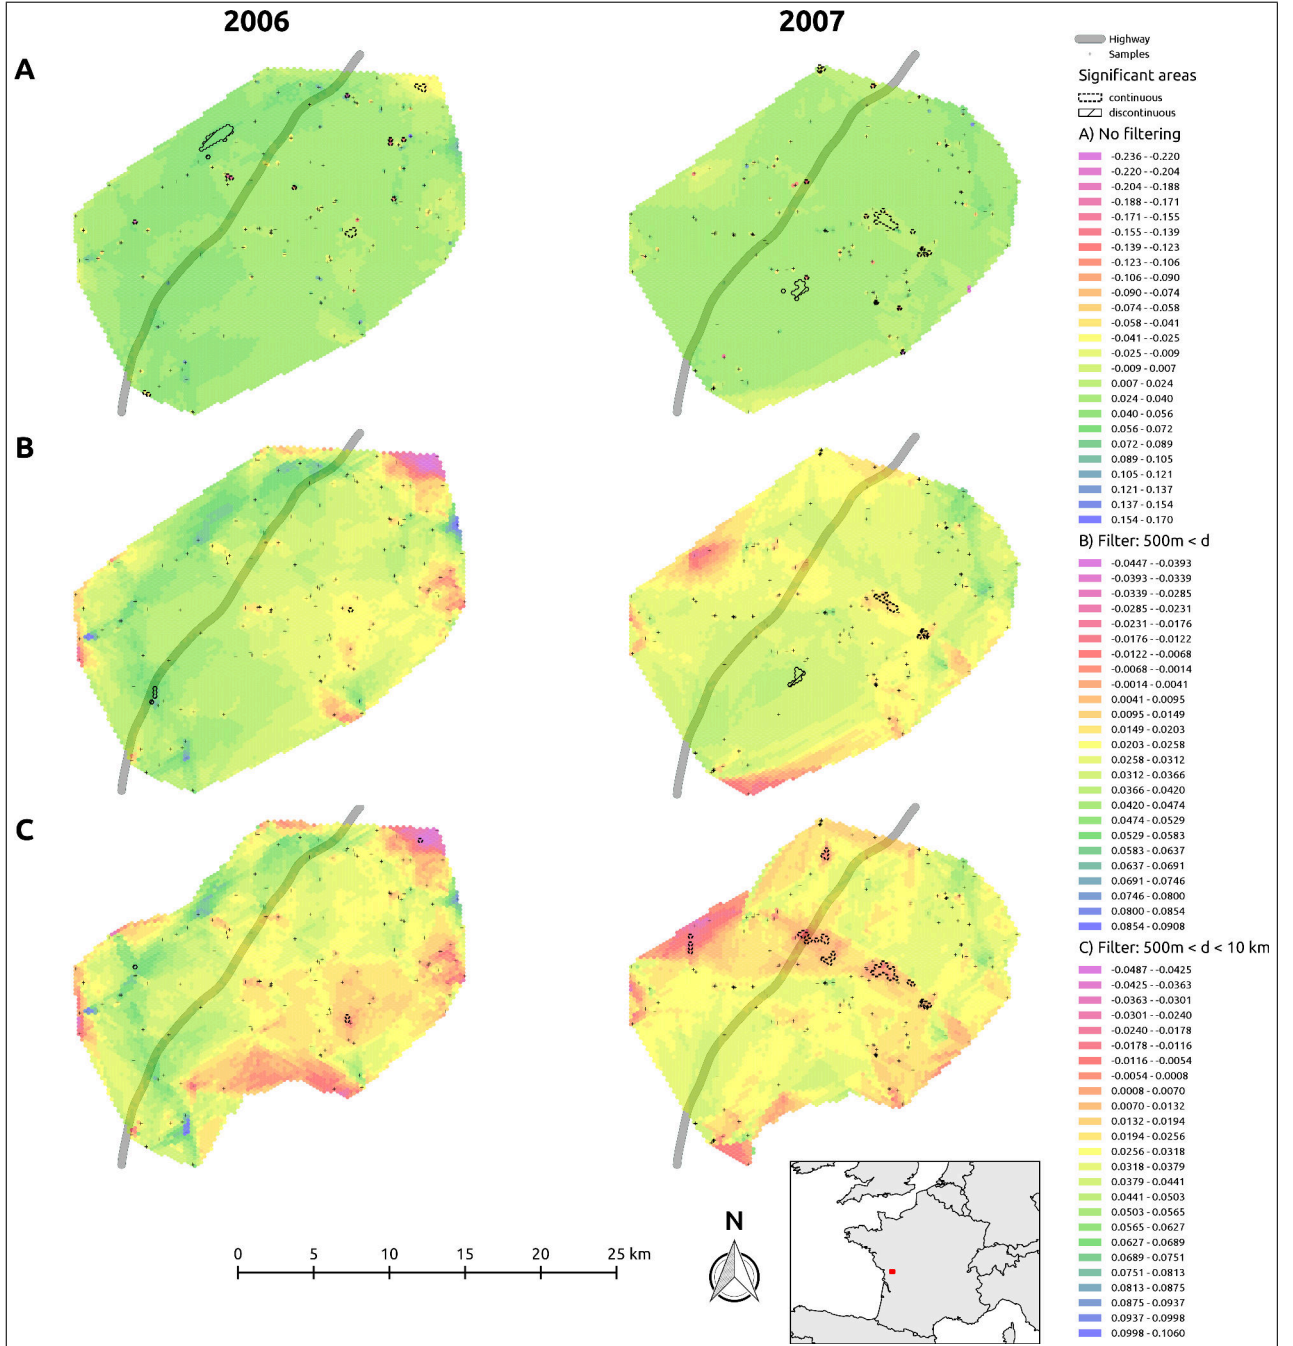 2006
2007
A
B
C
Highway
Samples
Significant areas
continuous
discontinuous
A) No filtering
-0.236 - -0.220
-0.220 - -0.204
-0.204 - -0.188
-0.188 - -0.171
-0.171 - -0.155
-0.155 - -0.139
-0.139 - -0.123
-0.123 - -0.106
-0.106 - -0.090
-0.090 - -0.074
-0.074 - -0.058
-0.058 - -0.041
-0.041 - -0.025
-0.025 - -0.009
-0.009 - 0.007
0.007 - 0.024
0.024 - 0.040
0.040 - 0.056
0.056 - 0.072
0.072 - 0.089
0.089 - 0.105
0.105 - 0.121
0.121 - 0.137
0.137 - 0.154
0.154 - 0.170
B) Filter: 500m < d
-0.0447 - -0.0393
-0.0393 - -0.0339
-0.0339 - -0.0285
-0.0285 - -0.0231
-0.0231 - -0.0176
-0.0176 - -0.0122
-0.0122 - -0.0068
-0.0068 - -0.0014
-0.0014 - 0.0041
0.0041 - 0.0095
0.0095 - 0.0149
0.0149 - 0.0203
0.0203 - 0.0258
0.0258 - 0.0312
0.0312 - 0.0366
0.0366 - 0.0420
0.0420 - 0.0474
0.0474 - 0.0529
0.0529 - 0.0583
0.0583 - 0.0637
0.0637 - 0.0691
0.0691 - 0.0746
0.0746 - 0.0800
0.0800 - 0.0854
0.0854 - 0.0908
C) Filter: 500m < d < 10 km
-0.0487 - -0.0425
-0.0425 - -0.0363
-0.0363 - -0.0301
-0.0301 - -0.0240
-0.0240 - -0.0178
-0.0178 - -0.0116
-0.0116 - -0.0054
-0.0054 - 0.0008
0.0008 - 0.0070
0.0070 - 0.0132
0.0132 - 0.0194
0.0194 - 0.0256
0.0256 - 0.0318
0.0318 - 0.0379
0.0379 - 0.0441
0.0441 - 0.0503
0.0503 - 0.0565
0.0565 - 0.0627
0.0627 - 0.0689
0.0689 - 0.0751
0.0751 - 0.0813
0.0813 - 0.0875
0.0875 - 0.0937
0.0937 - 0.0998
0.0998 - 0.1060
0 5 10 15 20 25 km
N